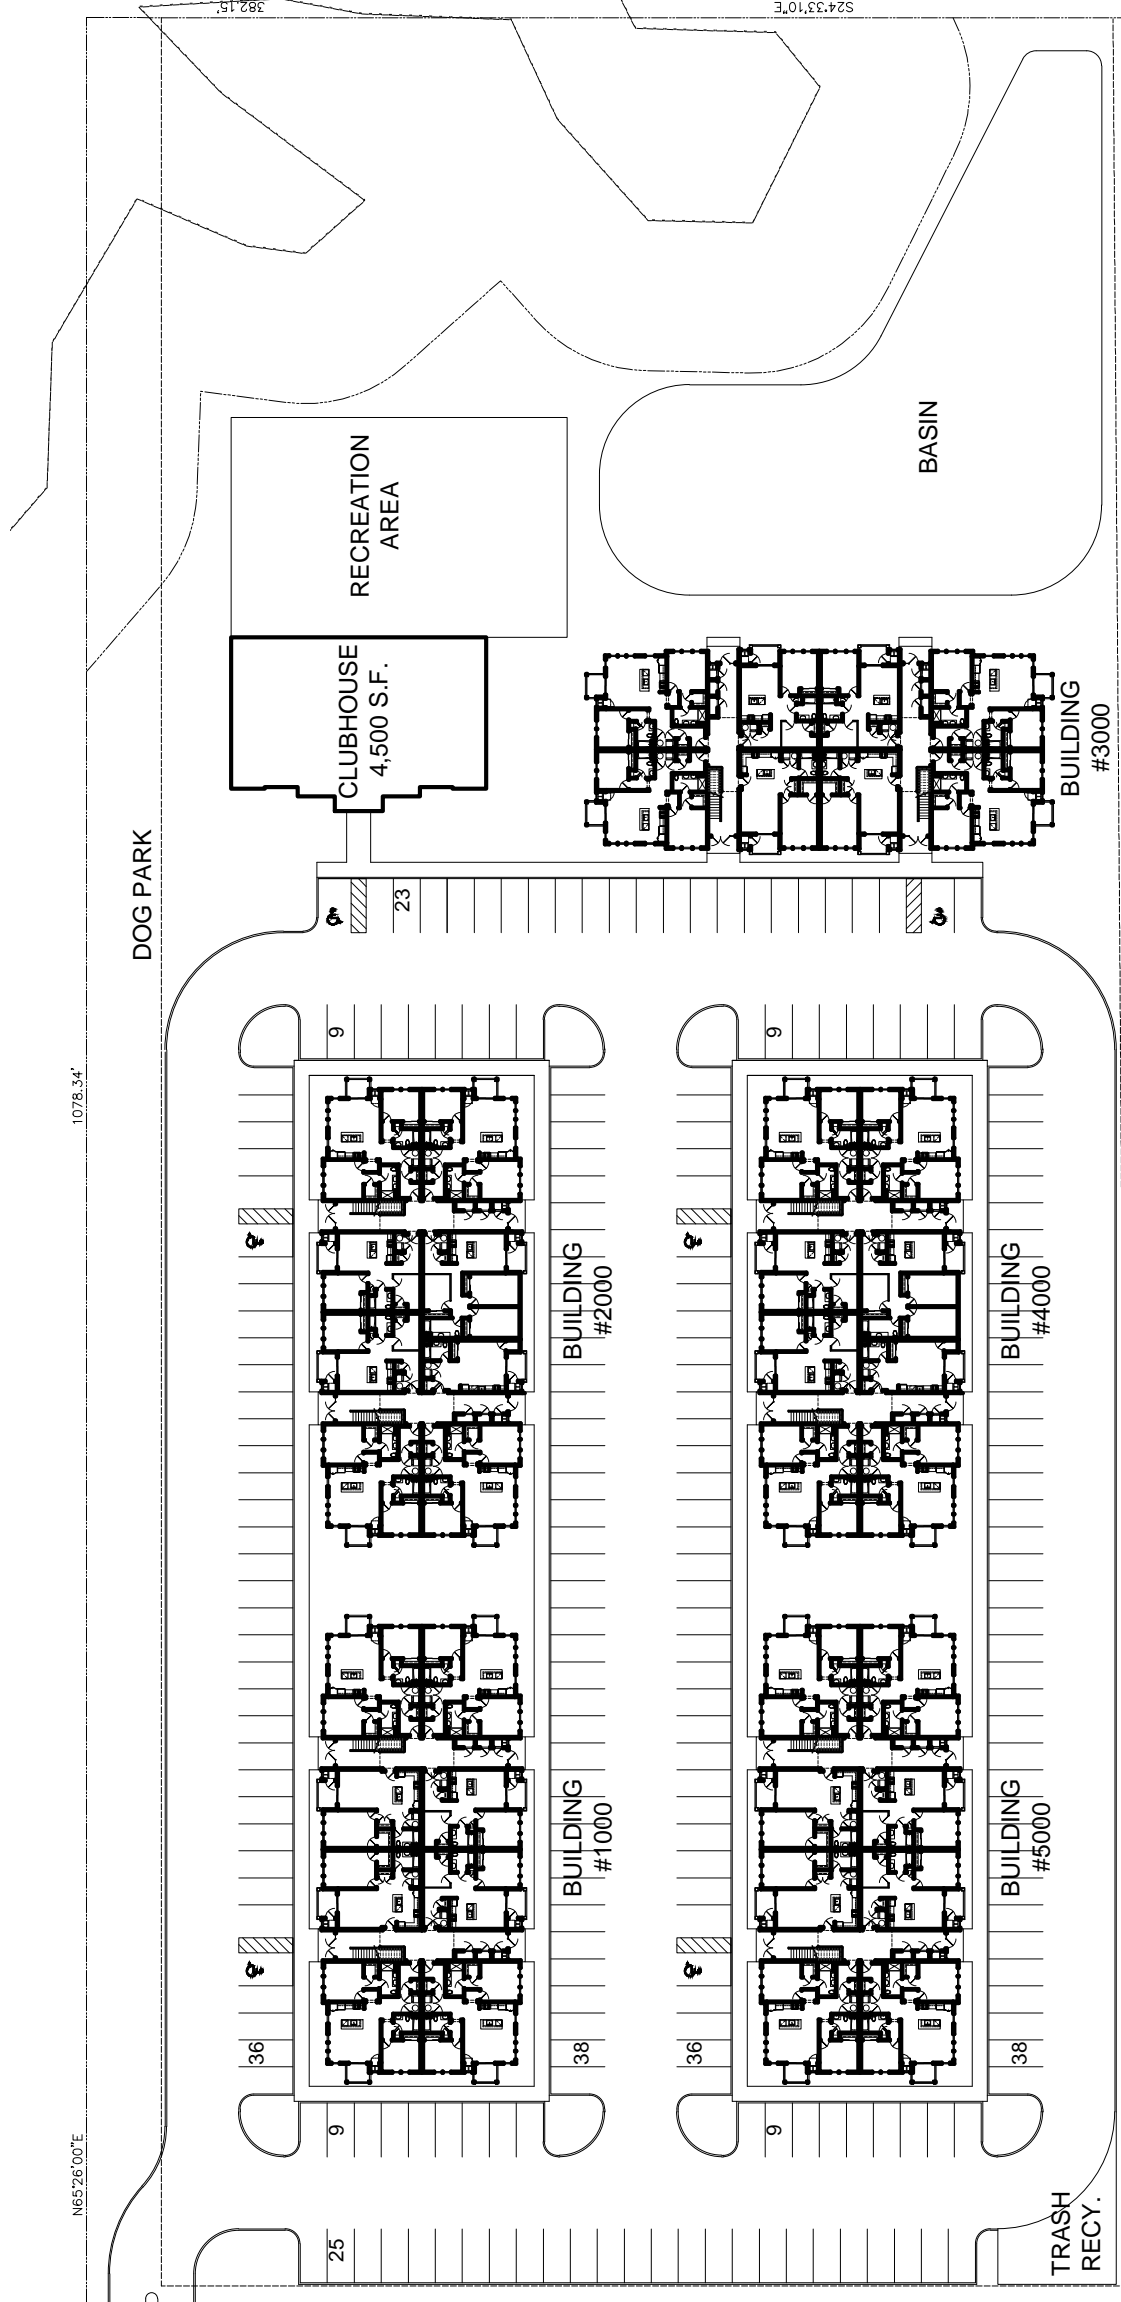 382.15'
S24°33'10"E
RECREATION
AREA
BASIN
CLUBHOUSE
4,500 S.F.
BUILDING
#3000
DOG PARK
23
1078.34'
9
9
BUILDING
#2000
BUILDING
#4000
BUILDING
#1000
BUILDING
#5000
36
38
36
38
N65°26'00"E
9
9
25
TRASH
RECY.